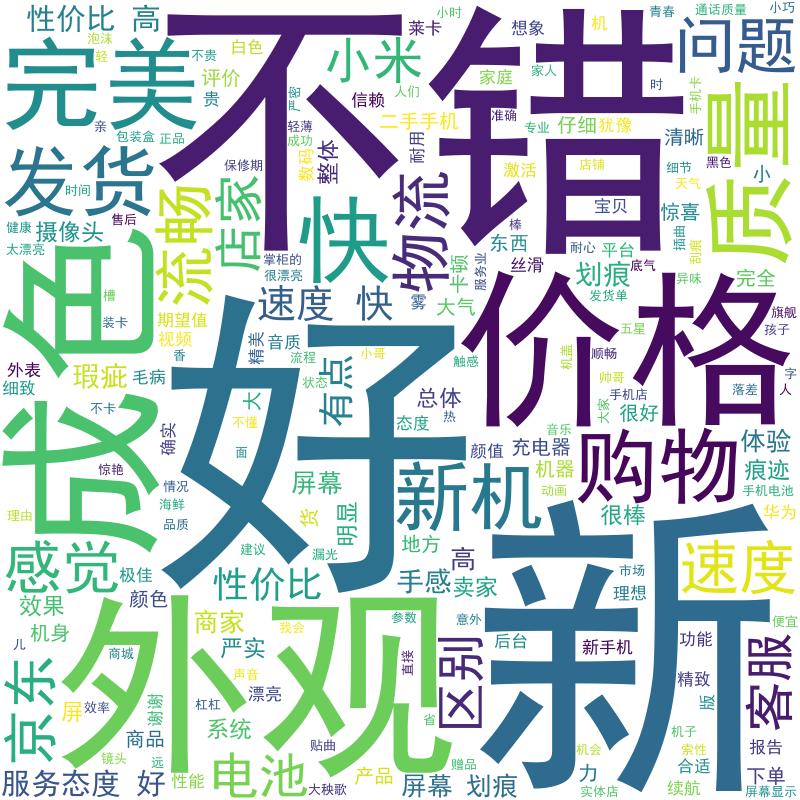 性价比 高
泡沫
轻
不贵
白色
莱卡
小时
想象
机
青春
通话质量
小巧
完美
不错
小米
问题
评价
贵
严密
信赖
人们
家庭
家人
时
手机卡
亲
包装盒
正品
数码
轻薄
成功
二手手机
准确
专业
仔细
犹豫
清晰
质量
发货
时间
保修期
整体
耐用
激活
店铺
细节
黑色
天气
小
流畅
店家
快
物流
宝贝
惊喜
健康
售后
太漂亮
摄像头
棒
东西
耐心
平台
插曲
刮痕
掌柜的
很漂亮
卡顿
服务业
丝滑
底气
划痕
异味
完全
成色
槽
装卡
期望值
视频
速度 快
雾
大气
发货单
价格
旗舰
孩子
外表
细致
瑕疵
毛病
香
精美
音质
流程
小哥
触感
五星
顺畅
机盖
帅哥
手机店
落差
字
人
不卡
确实
太
不懂
状态
有点
总体
态度
热
颜值
充电器
音乐
大家
很好
好
购物
体验
惊艳
面
屏幕
新机
机器
动画
痕迹
手机电池
理由
情况
海鲜
品质
货
明显
很棒
华为
感觉
极佳
建议
漏光
地方
高
新
速度
效果
颜色
性价比
手感
卖家
市场
理想
机身
外观
商家
我会
参数
意外
便宜
儿
商城
严实
声音
直接
区别
后台
新手机
功能
客服
京东
屏
效率
谢谢
杠杠
漂亮
精致
版
商品
系统
省
机子
镜头
远
贴曲
机会
索性
报告
服务态度 好
性能
电池
大秧歌
产品
屏幕 划痕
赠品
力
实体店
合适
续航
下单
屏幕显示